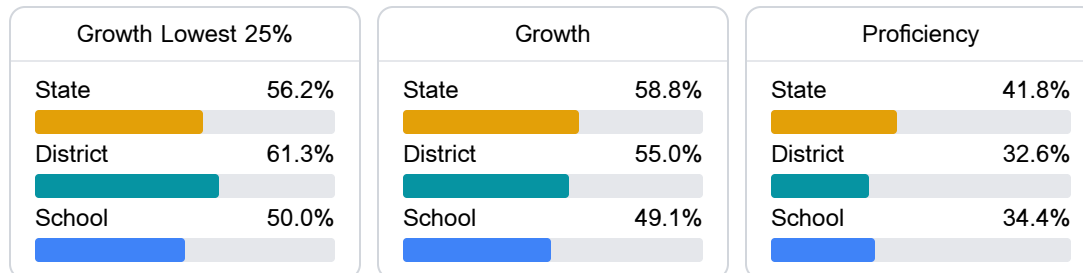 Growth Lowest 25%
State 56.2%
District 61.3%
School 50.0%
Growth
State 58.8%
District 55.0%
School 49.1%
Proficiency
State 41.8%
District 32.6%
School 34.4%